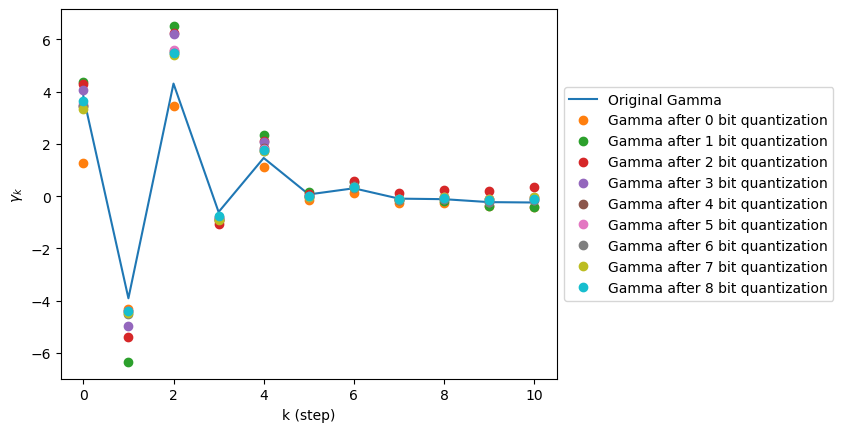 6
4
2
0
−2
−4
−6
γₖ
0
2
4
6
8
10
k (step)
Original Gamma
Gamma after 0 bit quantization
Gamma after 1 bit quantization
Gamma after 2 bit quantization
Gamma after 3 bit quantization
Gamma after 4 bit quantization
Gamma after 5 bit quantization
Gamma after 6 bit quantization
Gamma after 7 bit quantization
Gamma after 8 bit quantization